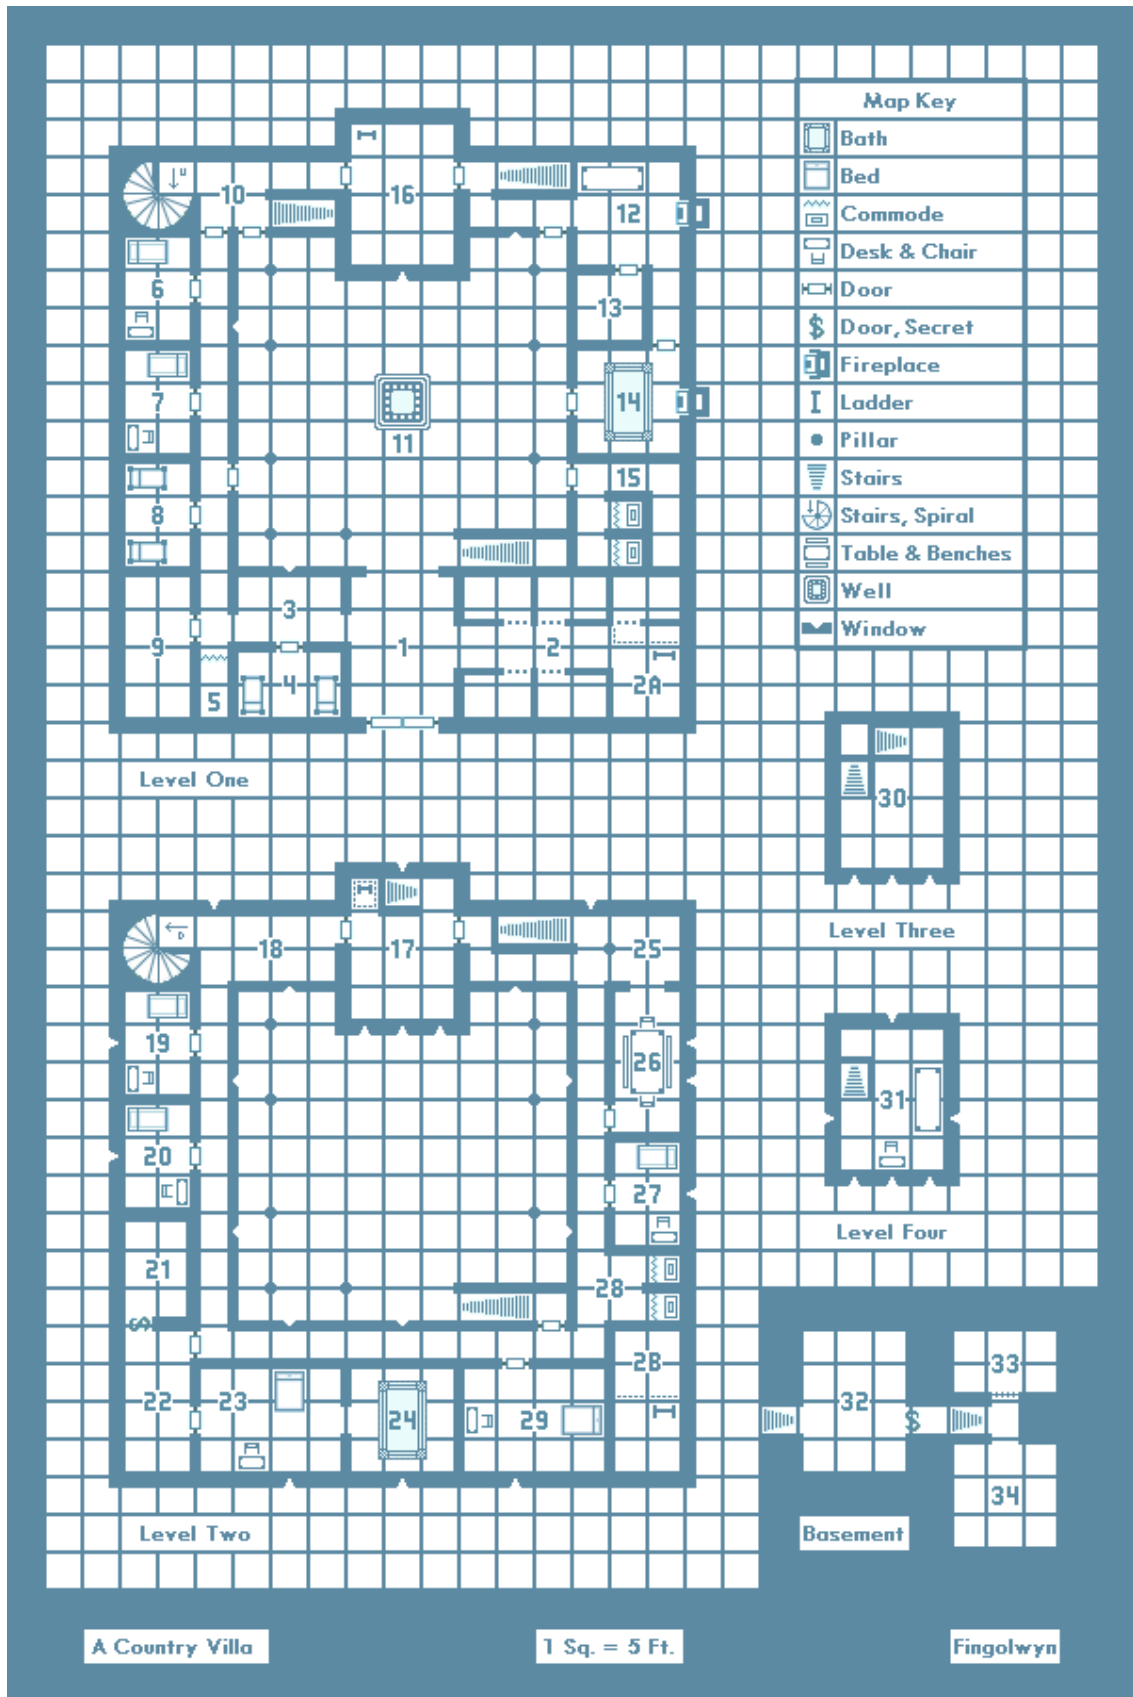 Map Key
Bath
Bed
Commode
Desk & Chair
Door
Door, Secret
Fireplace
Ladder
Pillar
Stairs
Stairs, Spiral
Table & Benches
Well
Window
U
10
16
12
6
13
7
14
11
15
8
3
9
1
2
4
5
2A
Level One
30
Level Three
D
18
17
25
19
26
31
20
27
Level Four
21
28
$
2B
33
22
23
24
29
32
$
34
Level Two
Basement
A Country Villa
1 Sq. = 5 Ft.
Fingolwyn